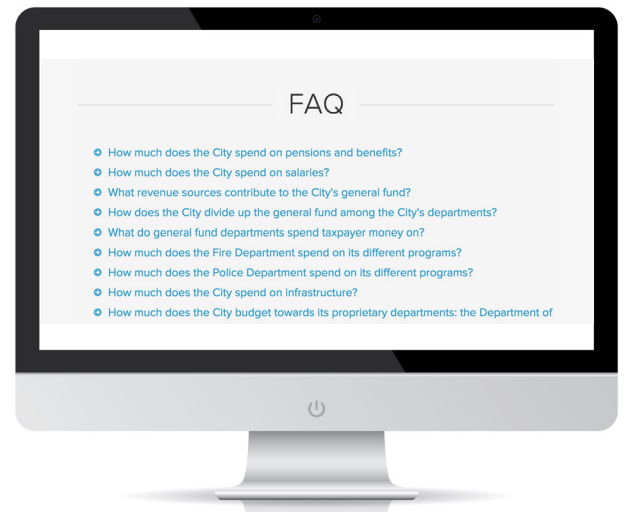 FAQ
How much does the City spend on pensions and benefits?
How much does the City spend on salaries?
What revenue sources contribute to the City's general fund?
How does the City divide up the general fund among the City's departments?
What do general fund departments spend taxpayer money on?
How much does the Fire Department spend on its different programs?
How much does the Police Department spend on its different programs?
How much does the City spend on infrastructure?
How much does the City budget towards its proprietary departments: the Department of